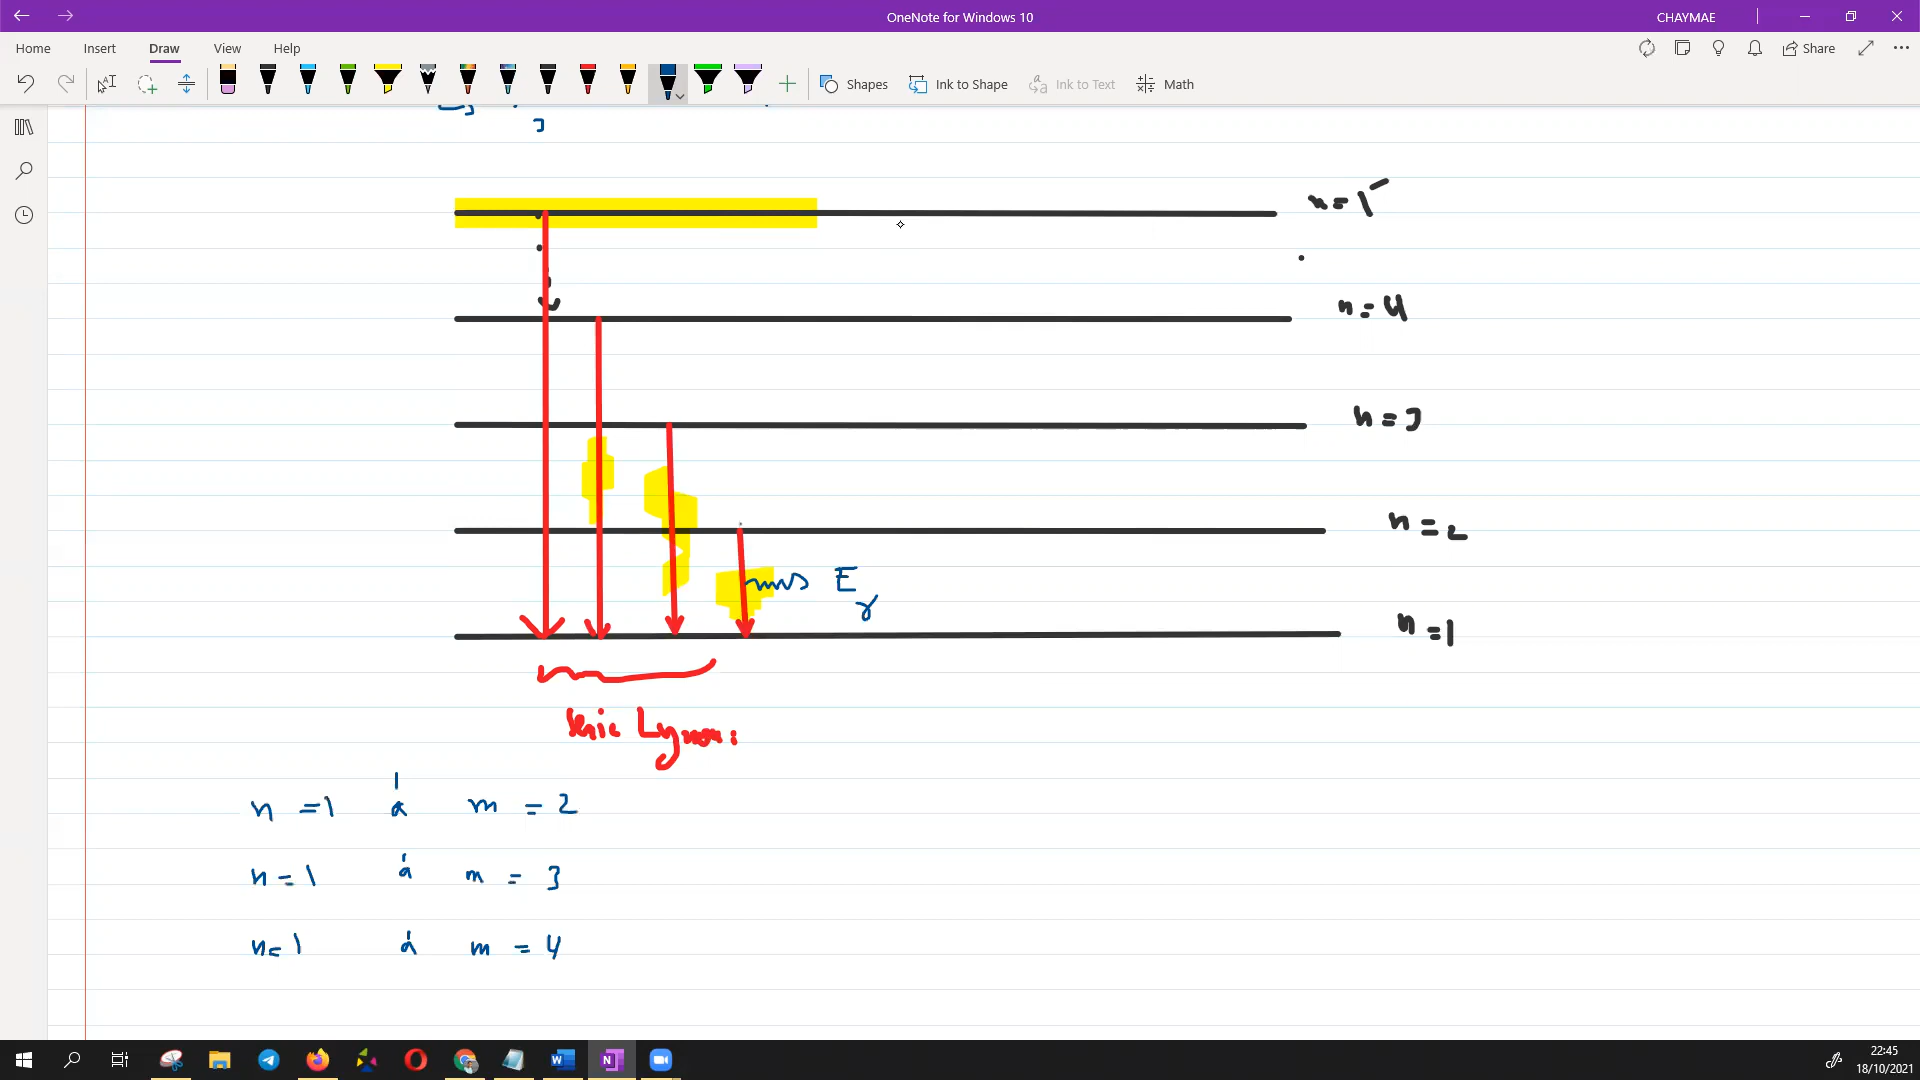 OneNote for Windows 10
CHAYMAE
Home Insert Draw View Help
Share
Shapes Ink to Shape Ink to Text Math
n = 4
n = 3
n = 2
E γ
n = 1
Série Lyman :
n = 1 à m = 2
n = 1 à m = 3
n = 1 à m = 4
22:45
18/10/2021